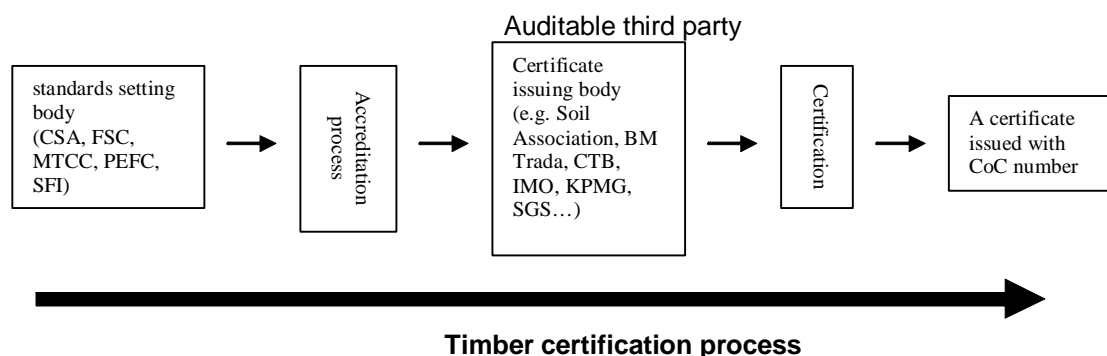 Auditable third party
standards setting
body
(CSA, FSC,
MTCC, PEFC,
SFI)
Accreditation
process
Certificate
issuing body
(e.g. Soil
Association, BM
Trada, CTB,
IMO, KPMG,
SGS…)
Certification
A certificate
issued with
CoC number
Timber certification process